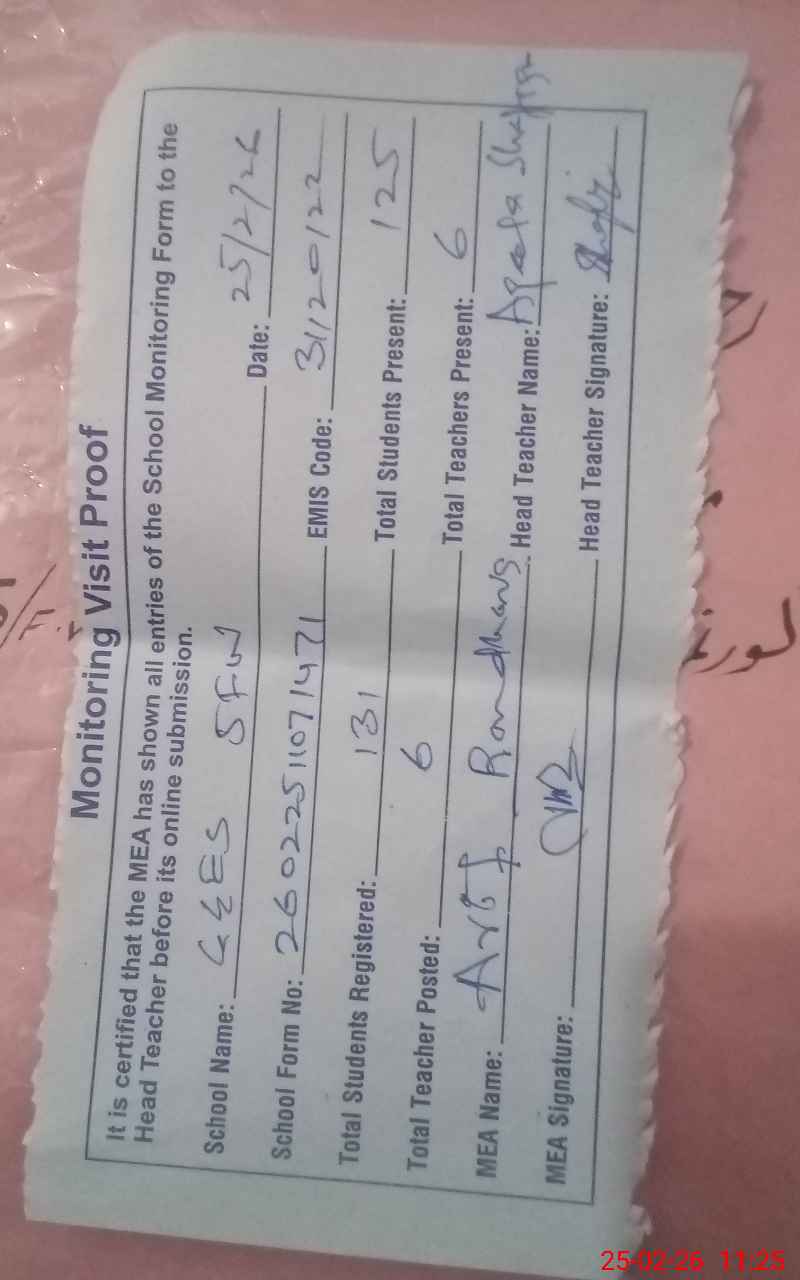 Monitoring Visit Proof
It is certified that the MEA has shown all entries of the School Monitoring Form to the
Head Teacher before its online submission.
School Name: GGES 5FW Date: 25/2/26
School Form No: 26022511071471 EMIS Code: 31120122
Total Students Registered: 131 Total Students Present: 125
Total Teacher Posted: 6 Total Teachers Present: 6
MEA Name: Head Teacher Name:
MEA Signature: Head Teacher Signature:
25-02-26 11:25